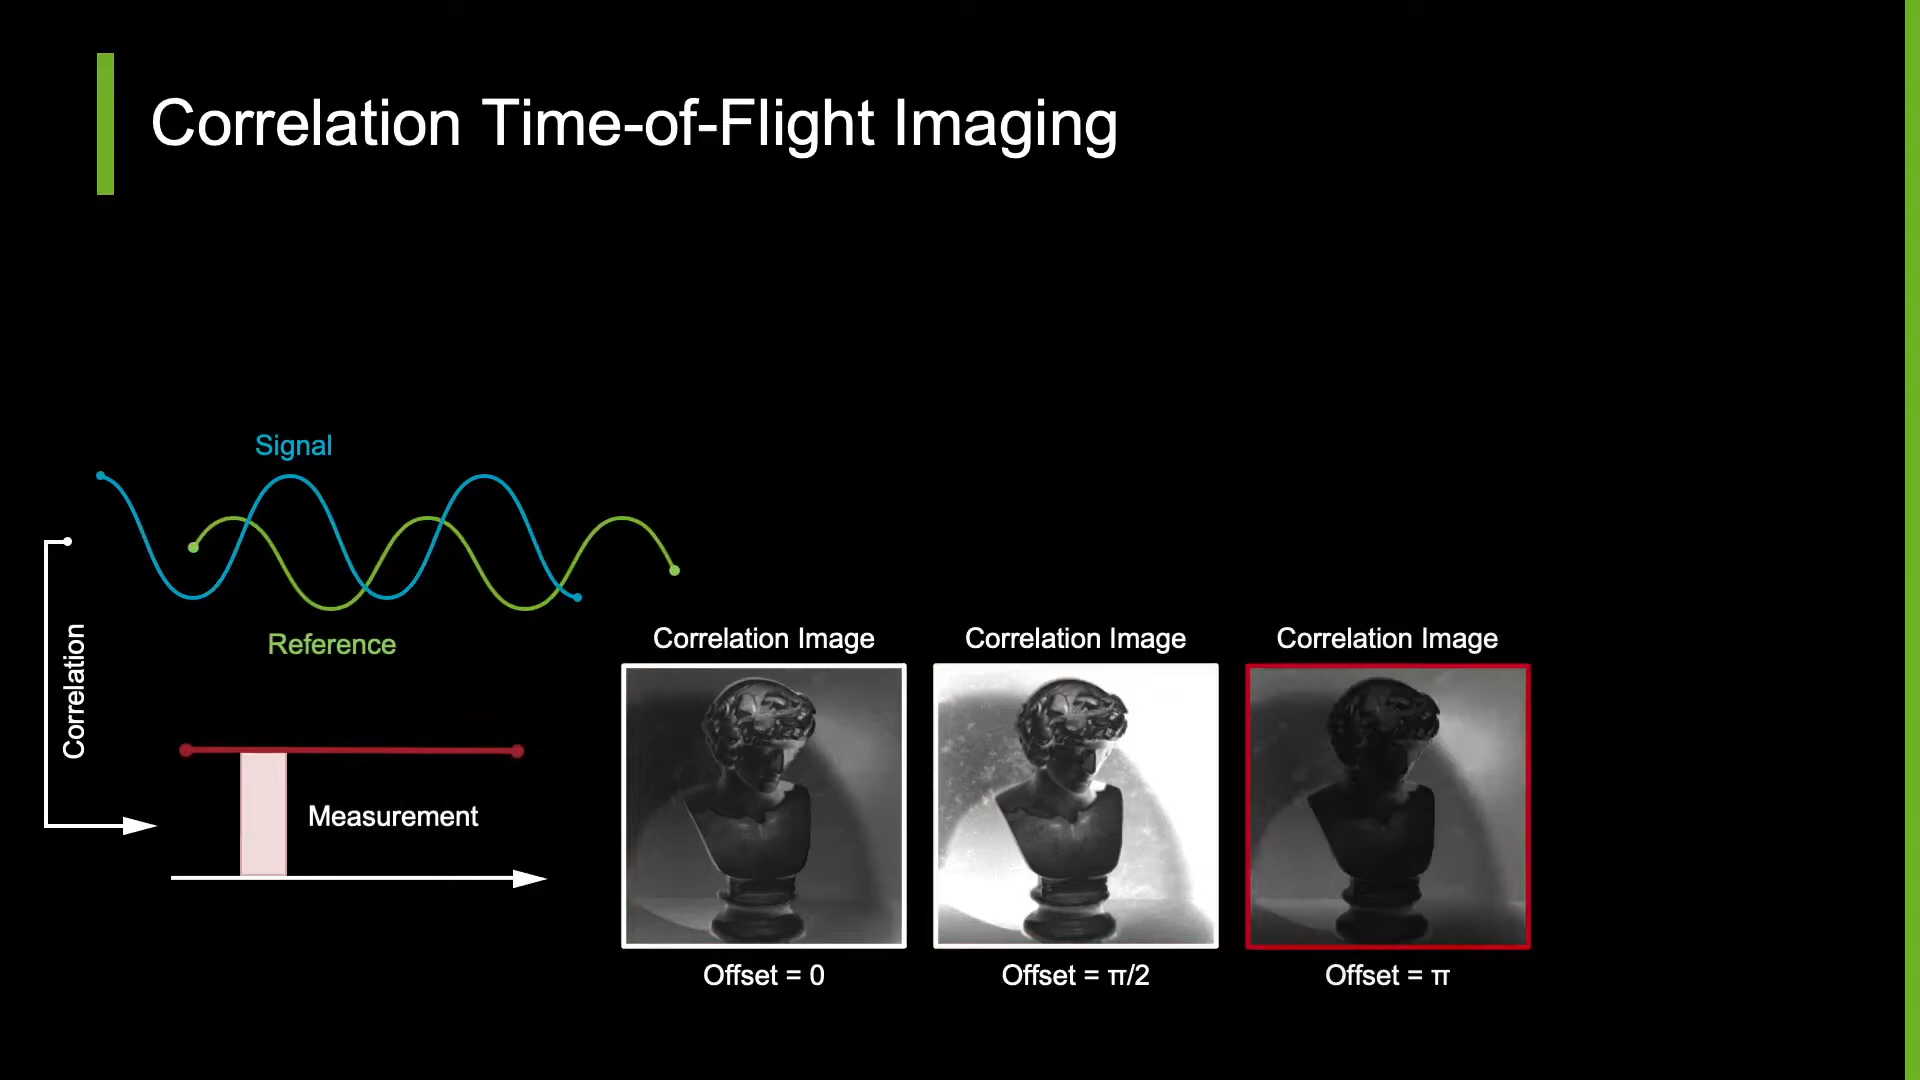 Correlation Time-of-Flight Imaging
Signal
Reference
Correlation
Measurement
Correlation Image
Correlation Image
Correlation Image
Offset = 0
Offset = π/2
Offset = π